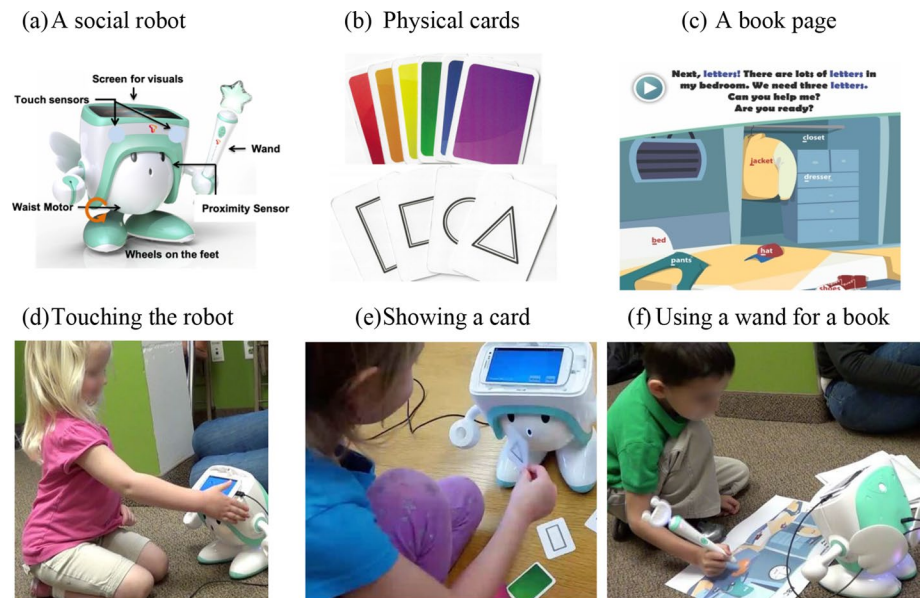 (a) A social robot
(b) Physical cards
(c) A book page
Screen for visuals
Touch sensors
Wand
Waist Motor
Proximity Sensor
Wheels on the feet
Next, letters! There are lots of letters in
my bedroom. We need three letters.
Can you help me?
Are you ready?
closet
jacket
dresser
bed
hat
pants
shoes
(d) Touching the robot
(e) Showing a card
(f) Using a wand for a book